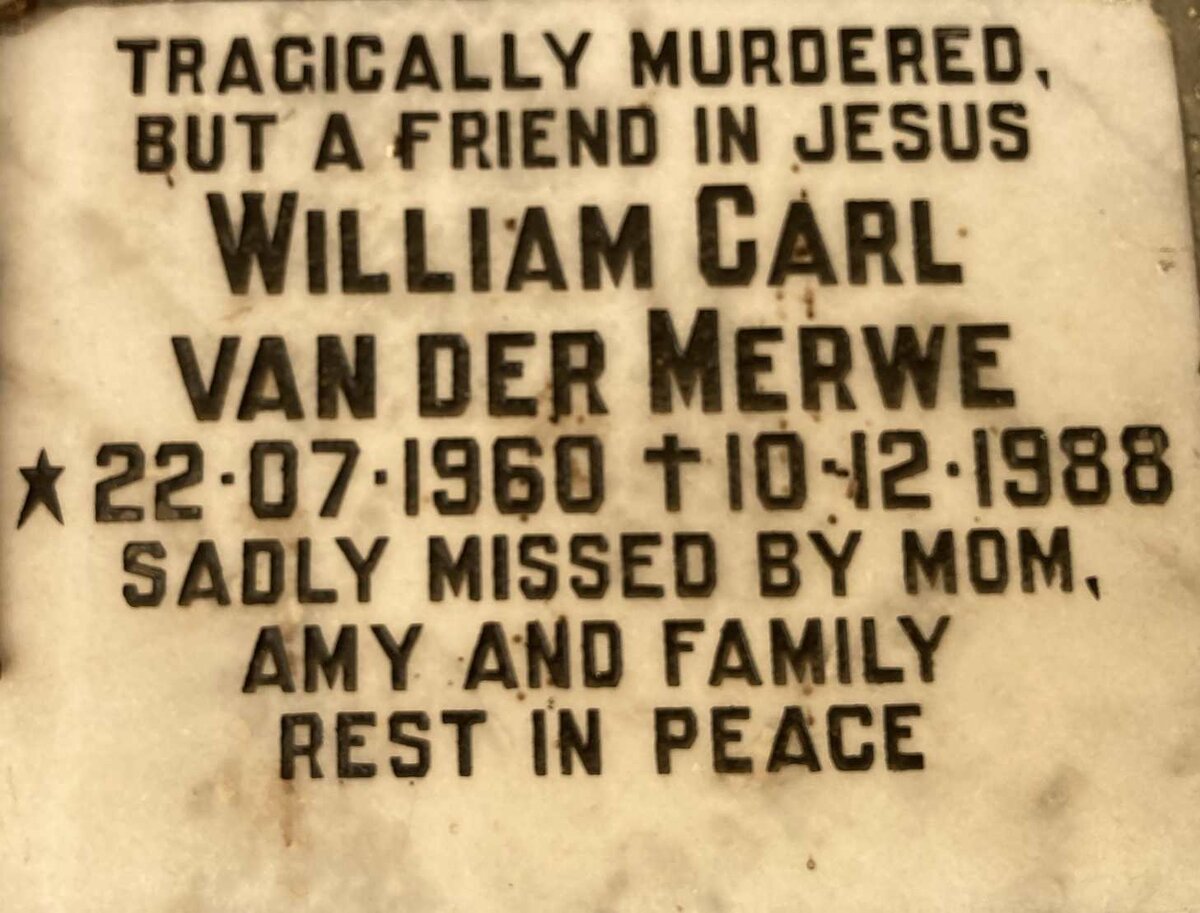 TRAGICALLY MURDERED,
BUT A FRIEND IN JESUS
WILLIAM CARL
VAN DER MERWE
★22·07·1960 ✝10·12·1988
SADLY MISSED BY MOM,
AMY AND FAMILY
REST IN PEACE